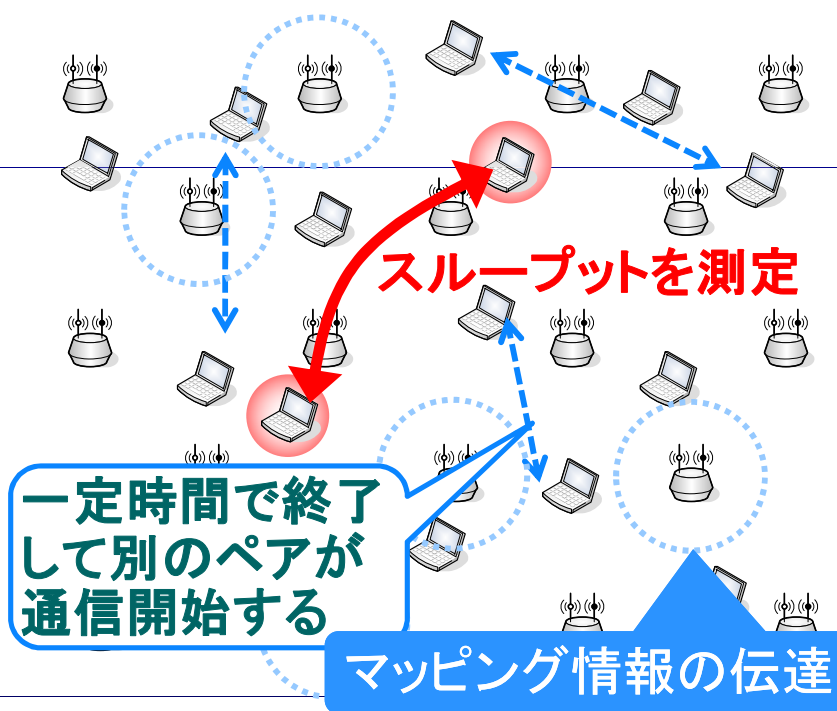 スループットを測定
一定時間で終了
して別のペアが
通信開始する
マッピング情報の伝達